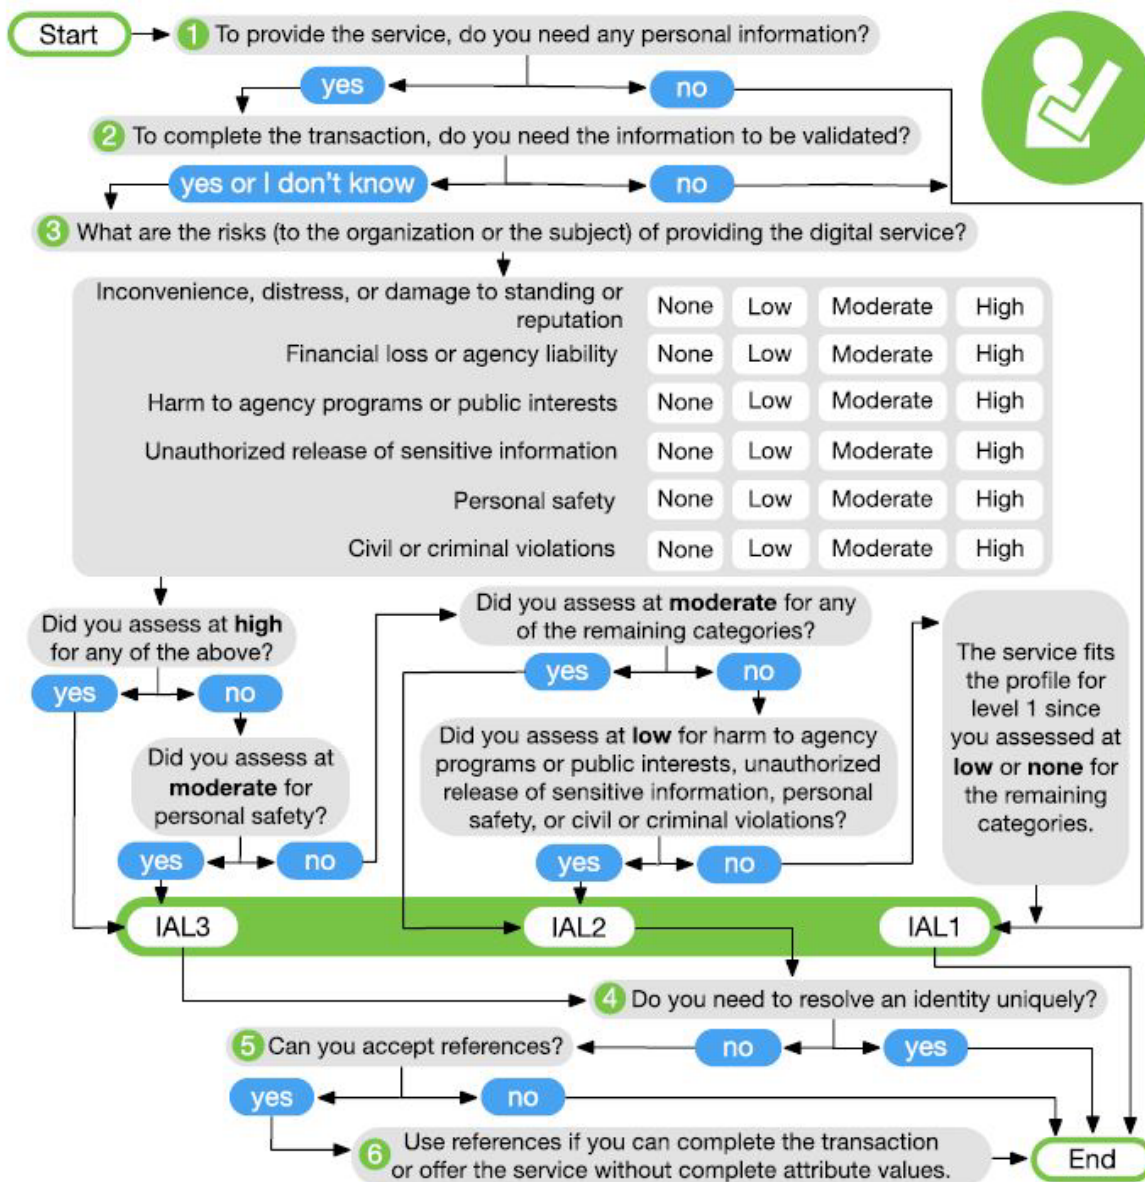 Start
1 To provide the service, do you need any personal information?
yes
no
2 To complete the transaction, do you need the information to be validated?
yes or I don't know
no
3 What are the risks (to the organization or the subject) of providing the digital service?
Inconvenience, distress, or damage to standing or
reputation
None Low Moderate High
Financial loss or agency liability None Low Moderate High
Harm to agency programs or public interests None Low Moderate High
Unauthorized release of sensitive information None Low Moderate High
Personal safety None Low Moderate High
Civil or criminal violations None Low Moderate High
Did you assess at high
for any of the above?
yes
no
Did you assess at
moderate for
personal safety?
yes
no
Did you assess at moderate for any
of the remaining categories?
yes
no
Did you assess at low for harm to agency
programs or public interests, unauthorized
release of sensitive information, personal
safety, or civil or criminal violations?
yes
no
The service fits
the profile for
level 1 since
you assessed at
low or none for
the remaining
categories.
IAL3
IAL2
IAL1
4 Do you need to resolve an identity uniquely?
no
yes
5 Can you accept references?
yes
no
6 Use references if you can complete the transaction
or offer the service without complete attribute values.
End